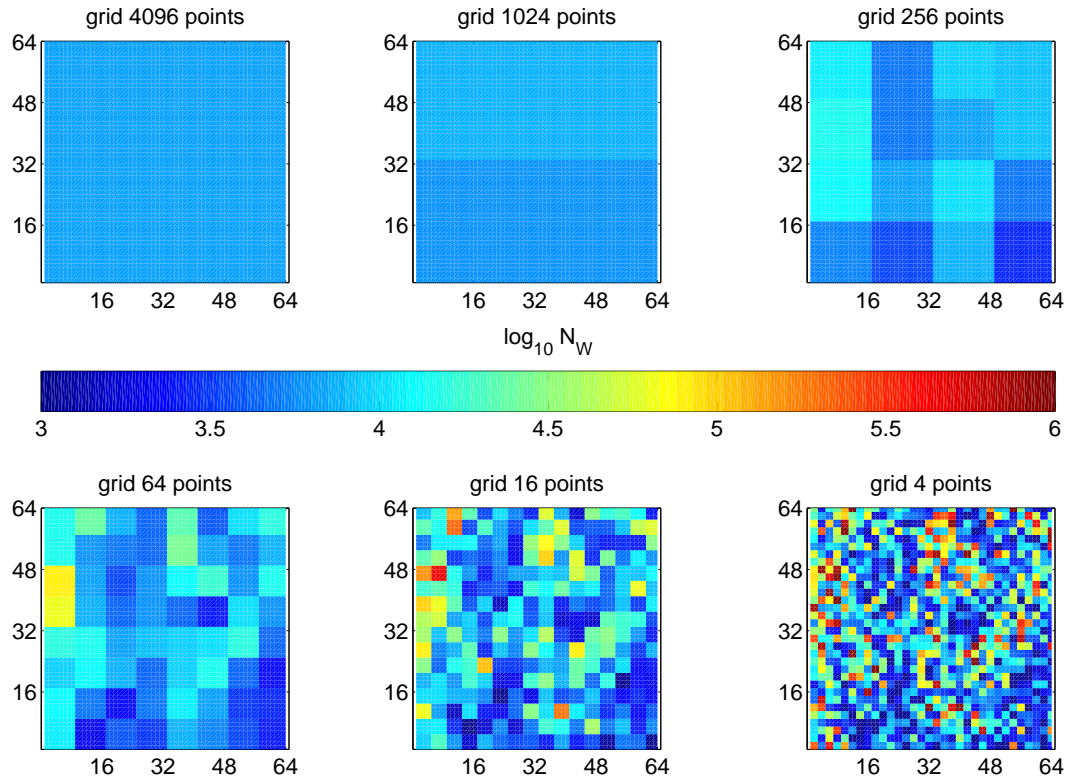 grid 4096 points
64
48
32
16
16 32 48 64
grid 1024 points
64
48
32
16
16 32 48 64
grid 256 points
64
48
32
16
16 32 48 64
log10 NW
3 3.5 4 4.5 5 5.5 6
grid 64 points
64
48
32
16
16 32 48 64
grid 16 points
64
48
32
16
16 32 48 64
grid 4 points
64
48
32
16
16 32 48 64